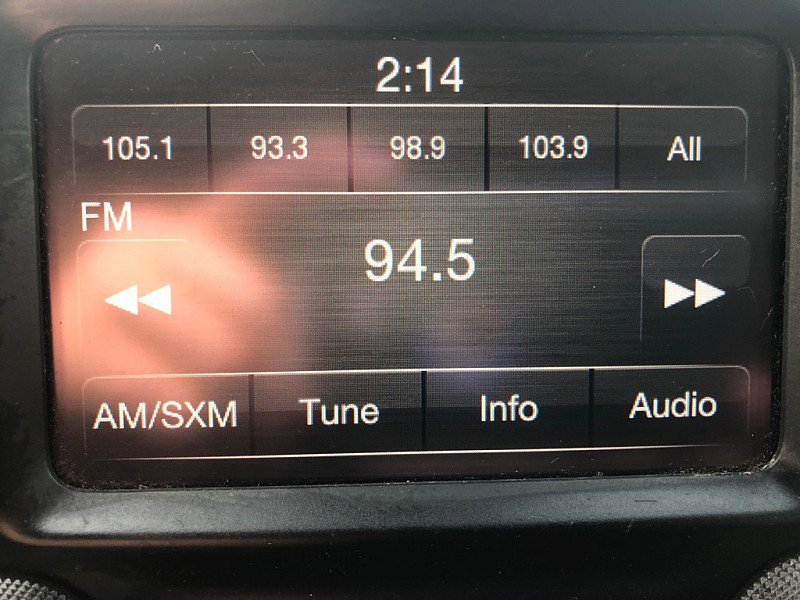 2:14
105.1 93.3 98.9 103.9 All
FM
94.5
AM/SXM Tune Info Audio